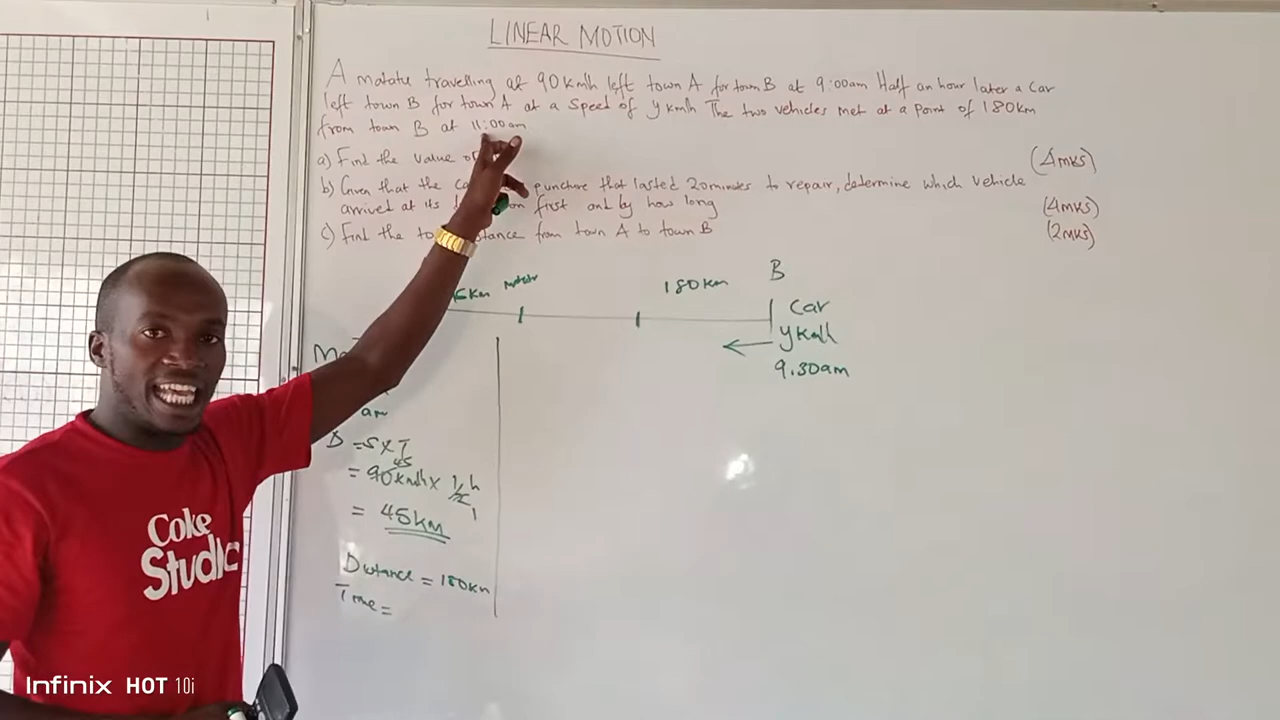 LINEAR MOTION
A matatu travelling at 90km/h left town A for town B at 9:00am Half an hour later a car
left town B for town A at a speed of y km/h The two vehicles met at a point of 180km
from town B at 11:00am
a) Find the value of (4mks)
b) Given that the puncture that lasted 20minutes to repair, determine which vehicle
arrived at its first and by how long (4mks)
c) Find the distance from town A to town B (2mks)
180km B
Car
ykm/h
9.30am
am
D = S x T
= 90km/h x 1/2 h
= 45km
Distance = 180km
Time =
Coke
Studio
Infinix HOT 10i